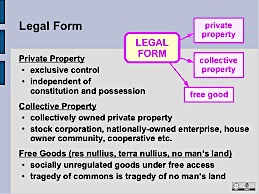 Legal Form
private
property
LEGAL
FORM
collective
property
free good
Private Property
• exclusive control
• independent of
constitution and possession
Collective Property
• collectively owned private property
• stock corporation, nationally-owned enterprise, house
owner community, cooperative etc.
Free Goods (res nullius, terra nullius, no man's land)
• socially unregulated goods under free access
• tragedy of commons is tragedy of no man's land